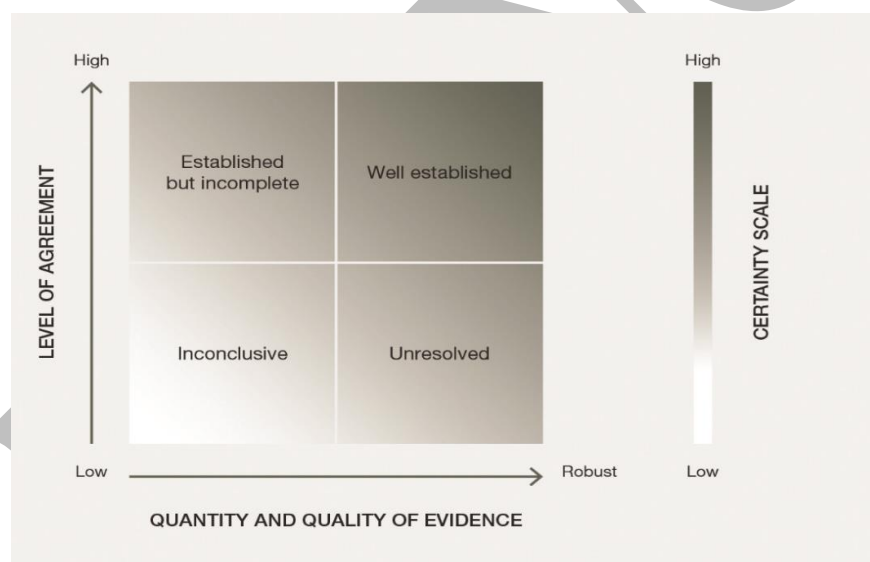 High
High
Established
but incomplete
Well established
LEVEL OF AGREEMENT
CERTAINTY SCALE
Inconclusive
Unresolved
Low
Robust
Low
QUANTITY AND QUALITY OF EVIDENCE